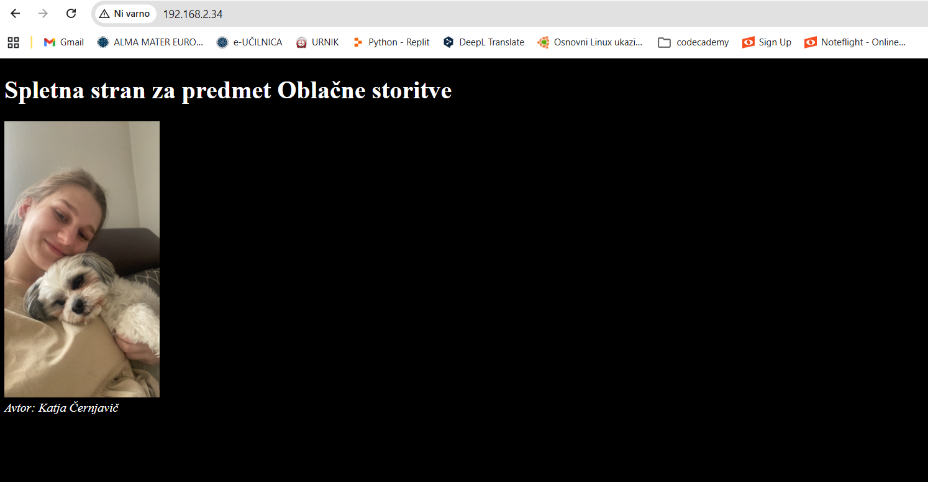 Ni varno 192.168.2.34
Gmail ALMA MATER EURO... e-UČILNICA URNIK Python - Replit DeepL Translate Osnovni Linux ukazi... codecademy Sign Up Noteflight - Online...
Spletna stran za predmet Oblačne storitve
Avtor: Katja Černjavič